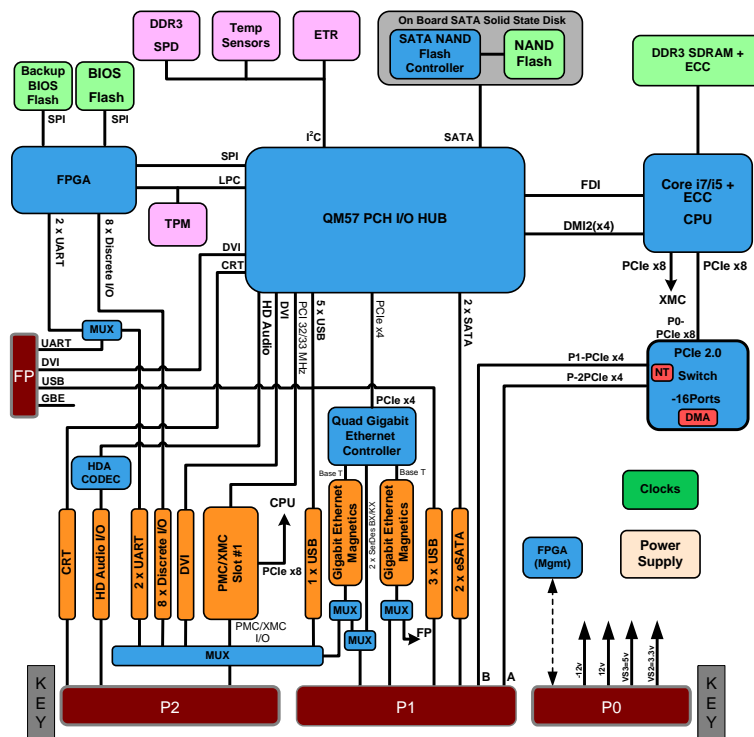 On Board SATA Solid State Disk
DDR3
SPD
Temp
Sensors
ETR
SATA NAND
Flash
Controller
NAND
Flash
DDR3 SDRAM +
ECC
Backup
BIOS
Flash
BIOS
Flash
SPI
SPI
I²C
SATA
FPGA
SPI
LPC
TPM
QM57 PCH I/O HUB
FDI
DMI2(x4)
Core i7/i5 +
ECC
CPU
2 x UART
8 x Discrete I/O
DVI
CRT
HD Audio
DVI
PCI 32/33 MHz
5 x USB
PCIe x4
2 x SATA
PCIe x8
PCIe x8
XMC
P0-
PCIe x8
MUX
FP
UART
DVI
USB
GBE
P1-PCIe x4
P-2PCIe x4
PCIe 2.0
NT
Switch
-16Ports
DMA
PCIe x4
Quad Gigabit
Ethernet
Controller
HDA
CODEC
Base T
Base T
Clocks
CPU
PCIe x8
CRT
HD Audio I/O
2 x UART
8 x Discrete I/O
DVI
PMC/XMC
Slot #1
1 x USB
Gigabit Ethernet
Magnetics
2 x SerDes BX/KX
Gigabit Ethernet
Magnetics
3 x USB
2 x eSATA
FPGA
(Mgmt)
Power
Supply
MUX
MUX
PMC/XMC
I/O
MUX
FP
MUX
B
A
-12v
12v
VS3=5v
VS2=3.3v
K
E
Y
P2
P1
P0
K
E
Y